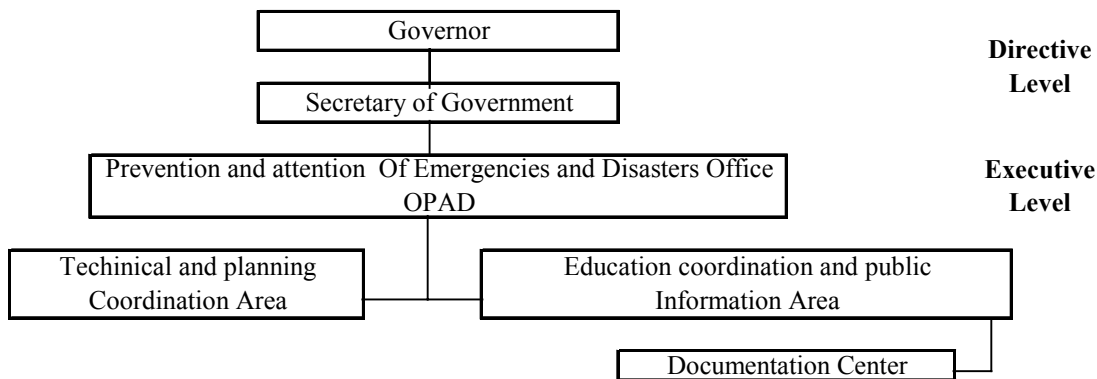 Governor
Directive
Level
Secretary of Government
Prevention and attention Of Emergencies and Disasters Office
OPAD
Executive
Level
Techinical and planning
Coordination Area
Education coordination and public
Information Area
Documentation Center